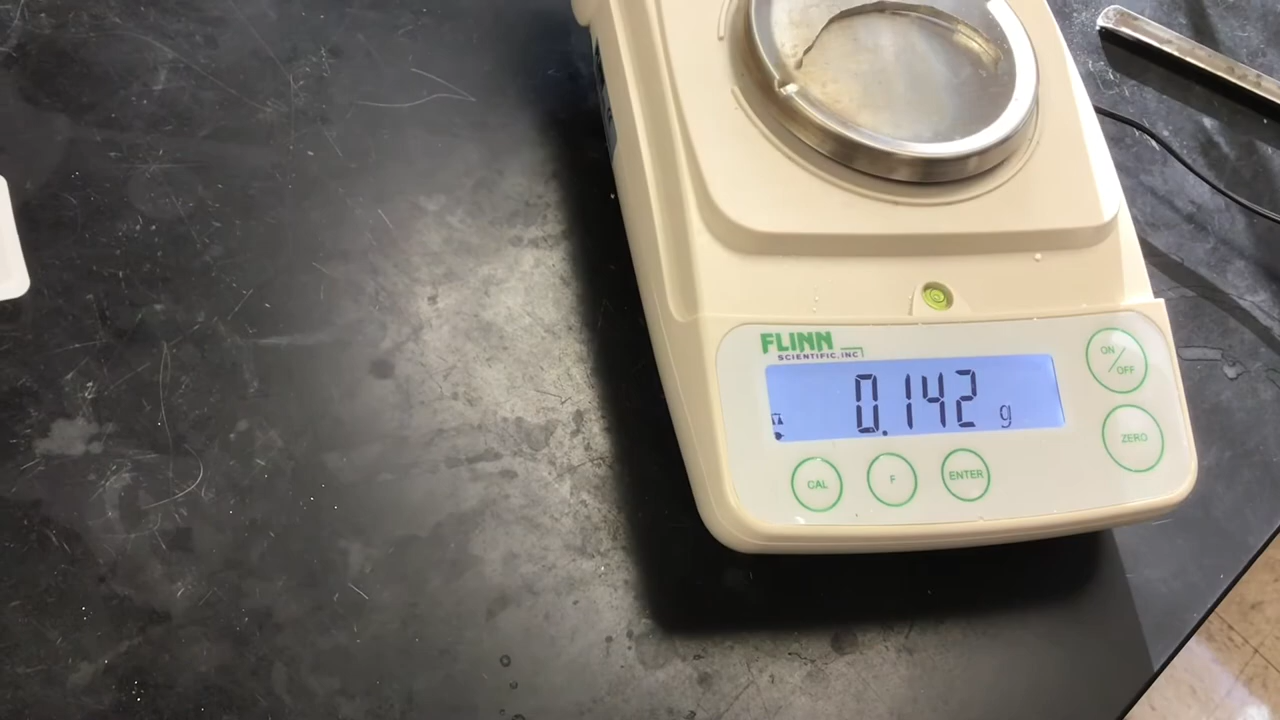 FLINN
SCIENTIFIC, INC
0.142 g
ON/OFF
ZERO
CAL
F
ENTER